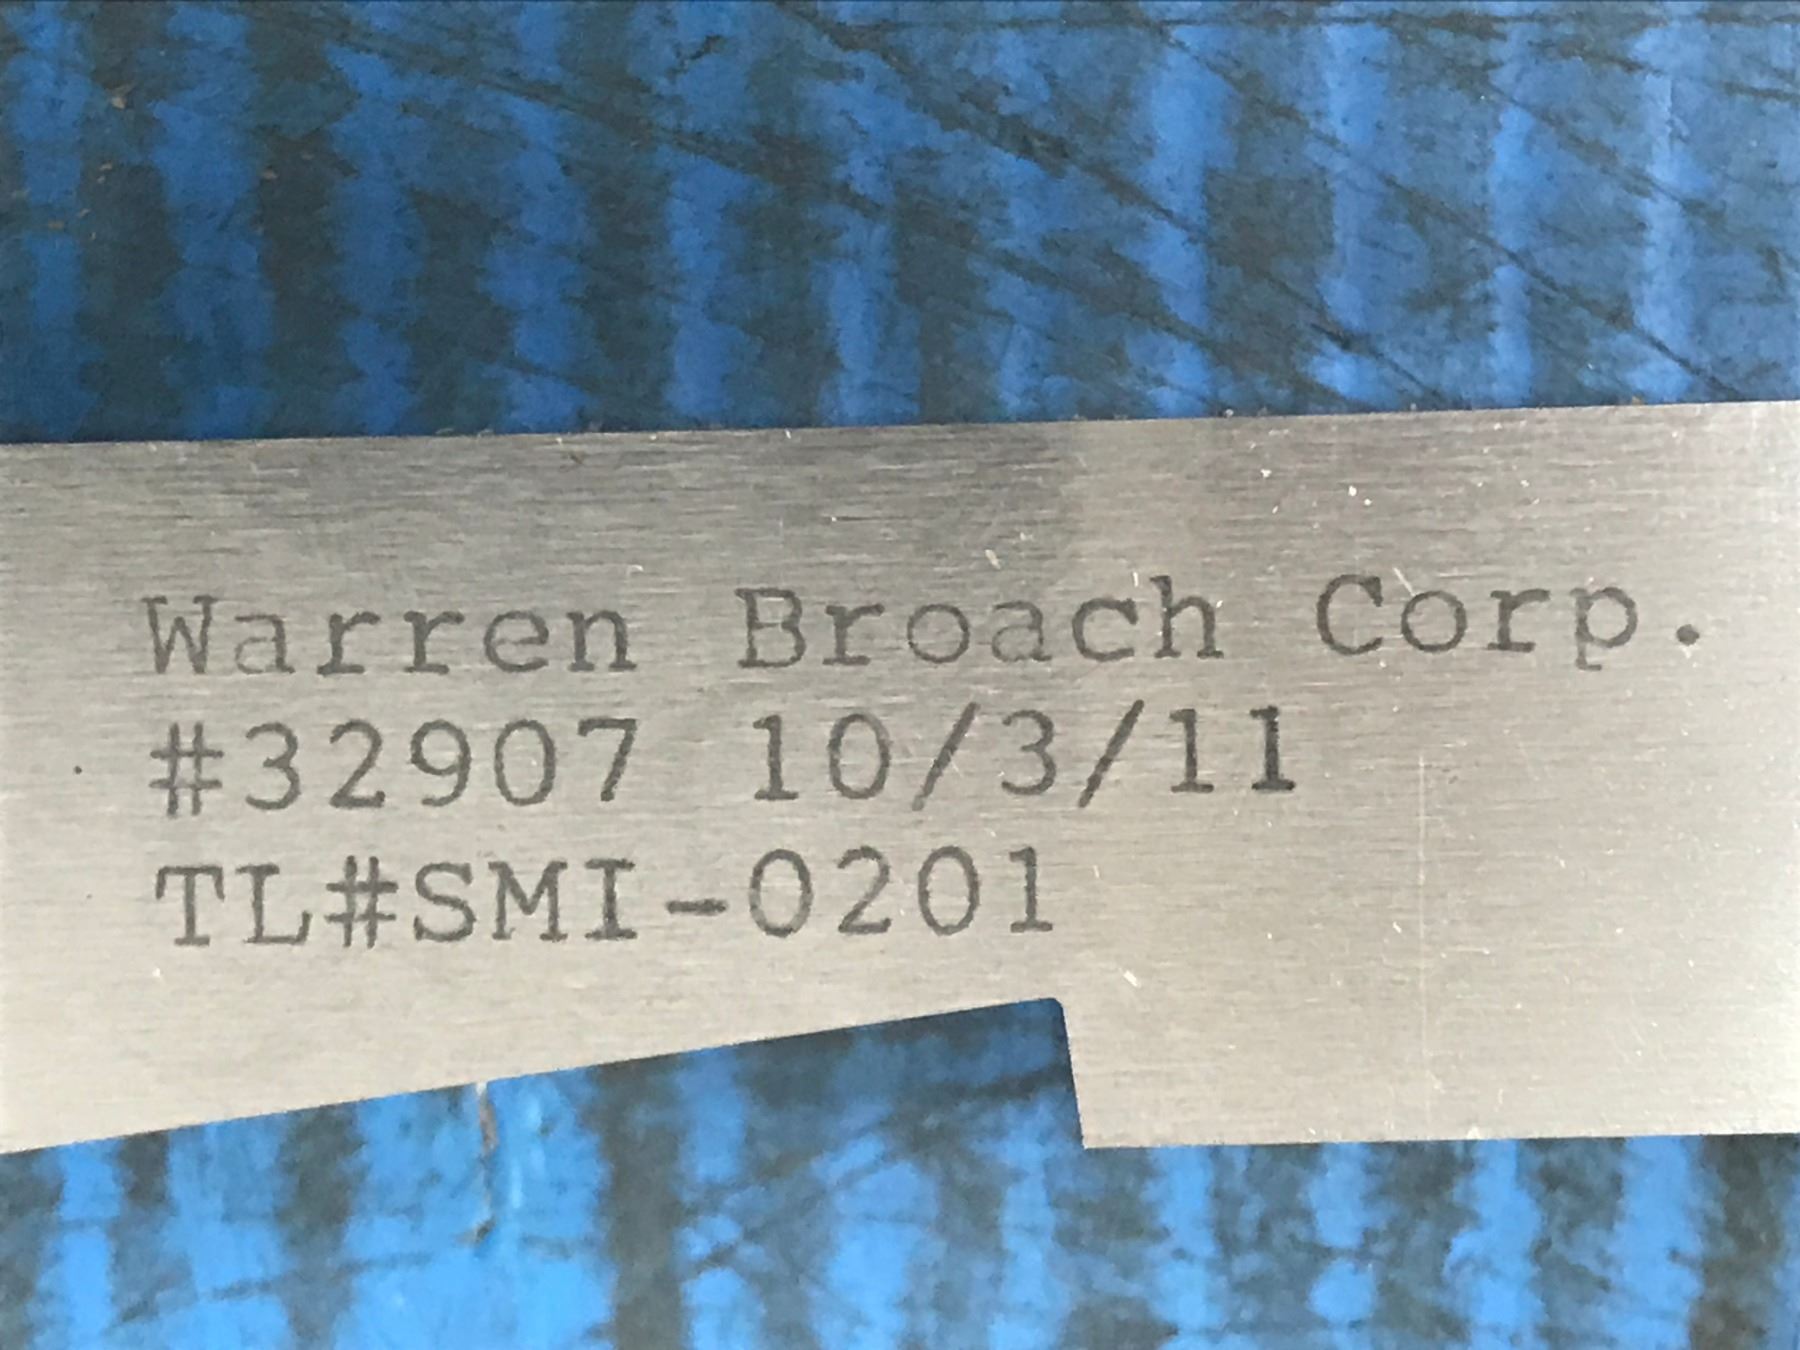 Warren Broach Corp.
#32907 10/3/11
TL#SMI-0201